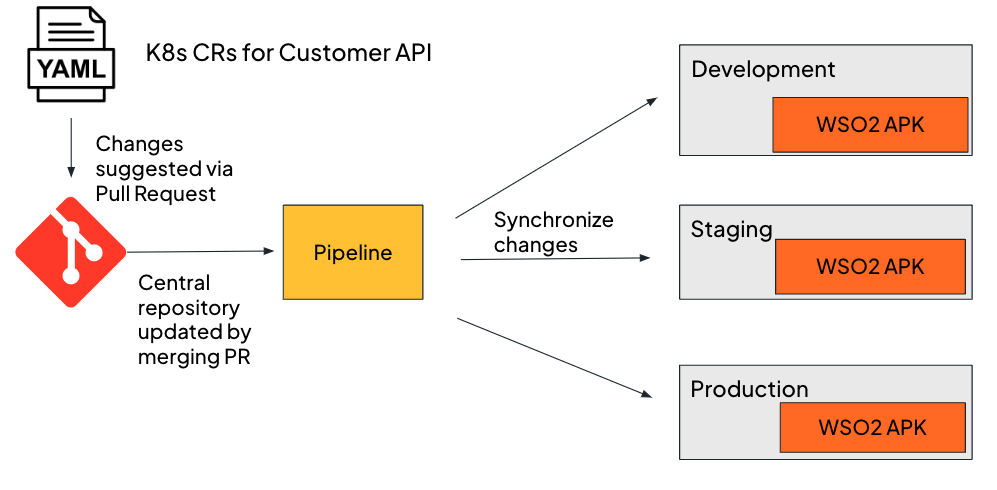 YAML
K8s CRs for Customer API
Changes
suggested via
Pull Request
Central
repository
updated by
merging PR
Pipeline
Synchronize
changes
Development
WSO2 APK
Staging
WSO2 APK
Production
WSO2 APK